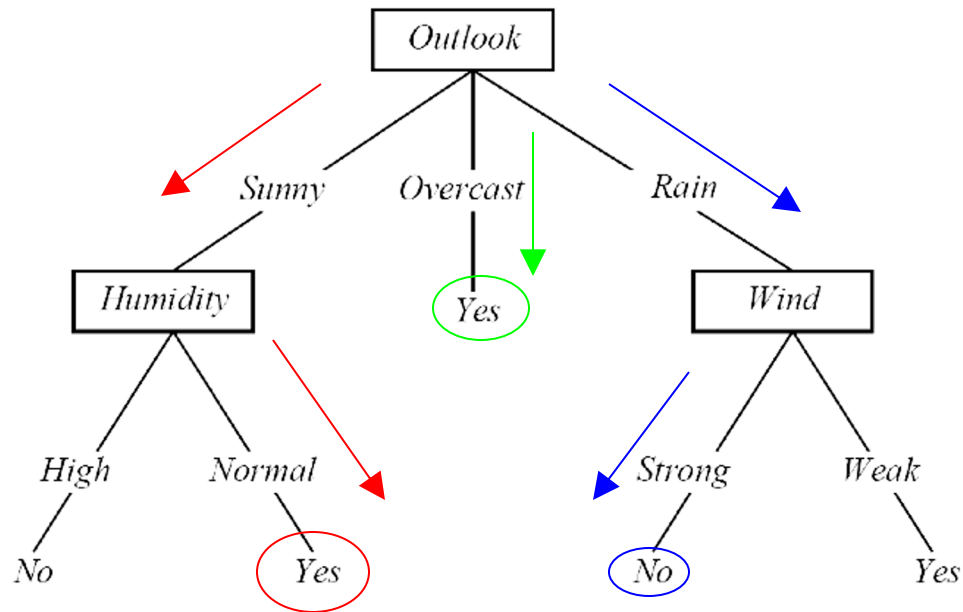 Outlook
Sunny Overcast Rain
Humidity Yes Wind
High Normal Strong Weak
No Yes No Yes